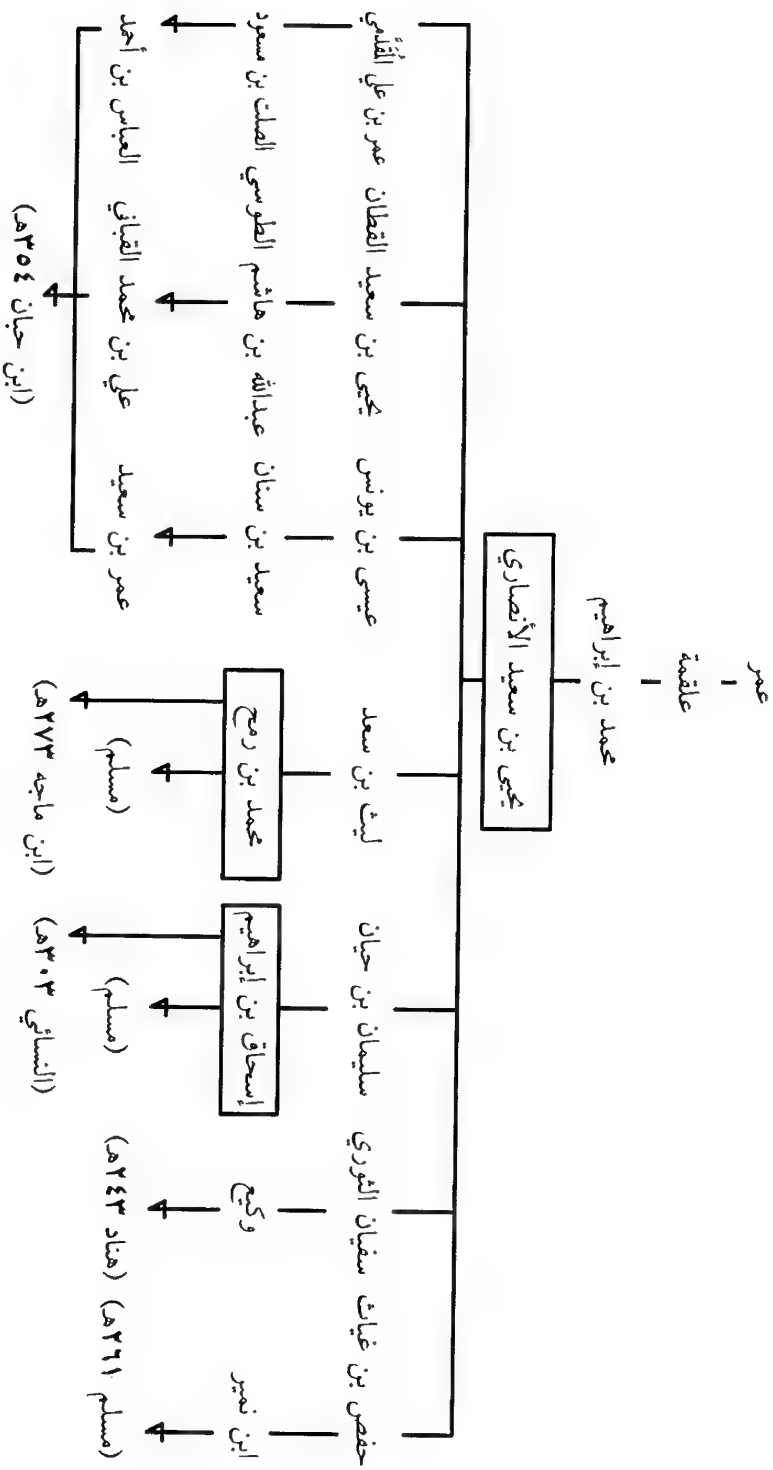 عمر
علقمة
محمد بن إبراهيم
يحيى بن سعيد الأنصاري
حفص بن غياث سفيان الثوري سليمان بن حيان ليث بن سعد عيسى بن يونس يحيى بن سعيد القطان عمر بن علي المُقَدَّمي
ابن نمير وكيع إسحاق بن إبراهيم محمد بن رمح سعيد بن سنان عبدالله بن هاشم الطوسي الصلت بن مسعود
(مسلم ٢٦١هـ) (هناد ٢٤٣هـ) (مسلم) (مسلم) عمر بن سعيد علي بن محمد القباني العباس بن أحمد
(النسائي ٣٠٣هـ) (ابن ماجه ٢٧٣هـ) (ابن حبان ٣٥٤هـ)